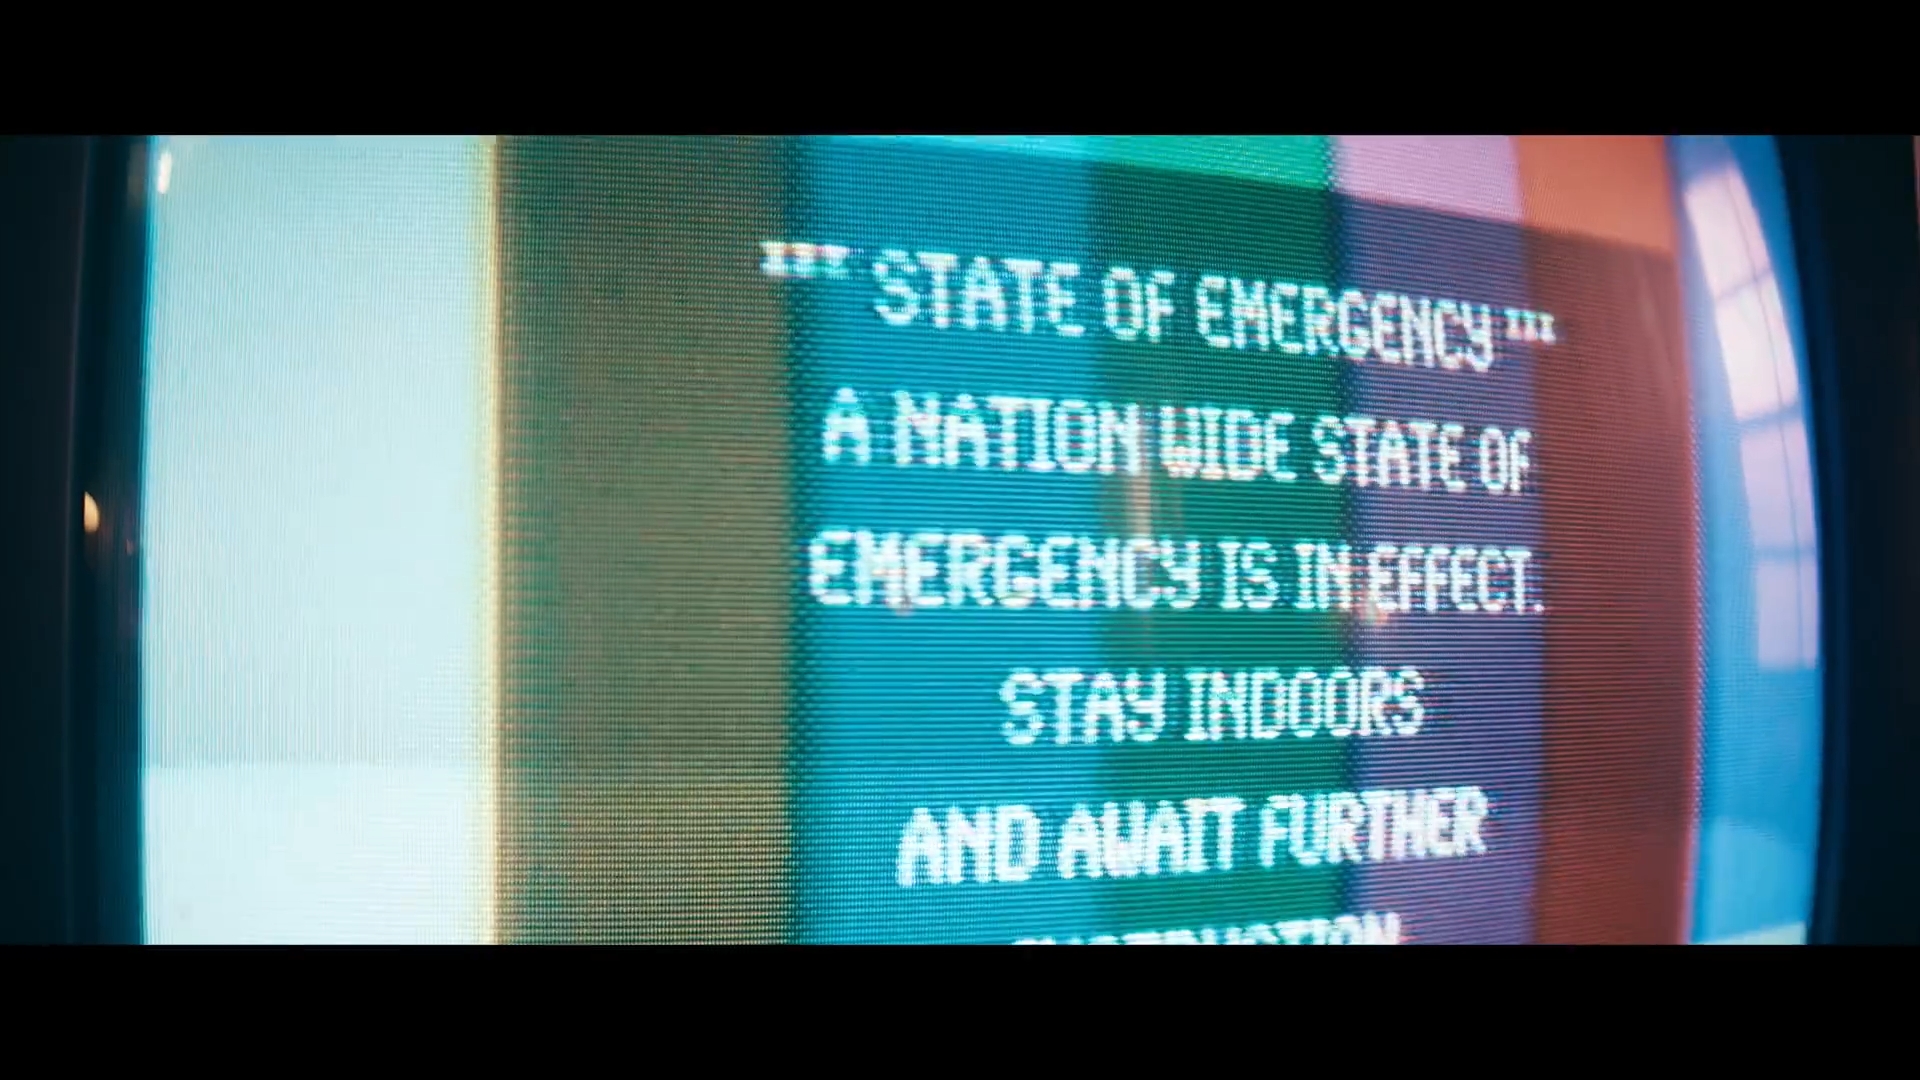 *** STATE OF EMERGENCY ***
A NATION WIDE STATE OF
EMERGENCY IS IN EFFECT.
STAY INDOORS
AND AWAIT FURTHER